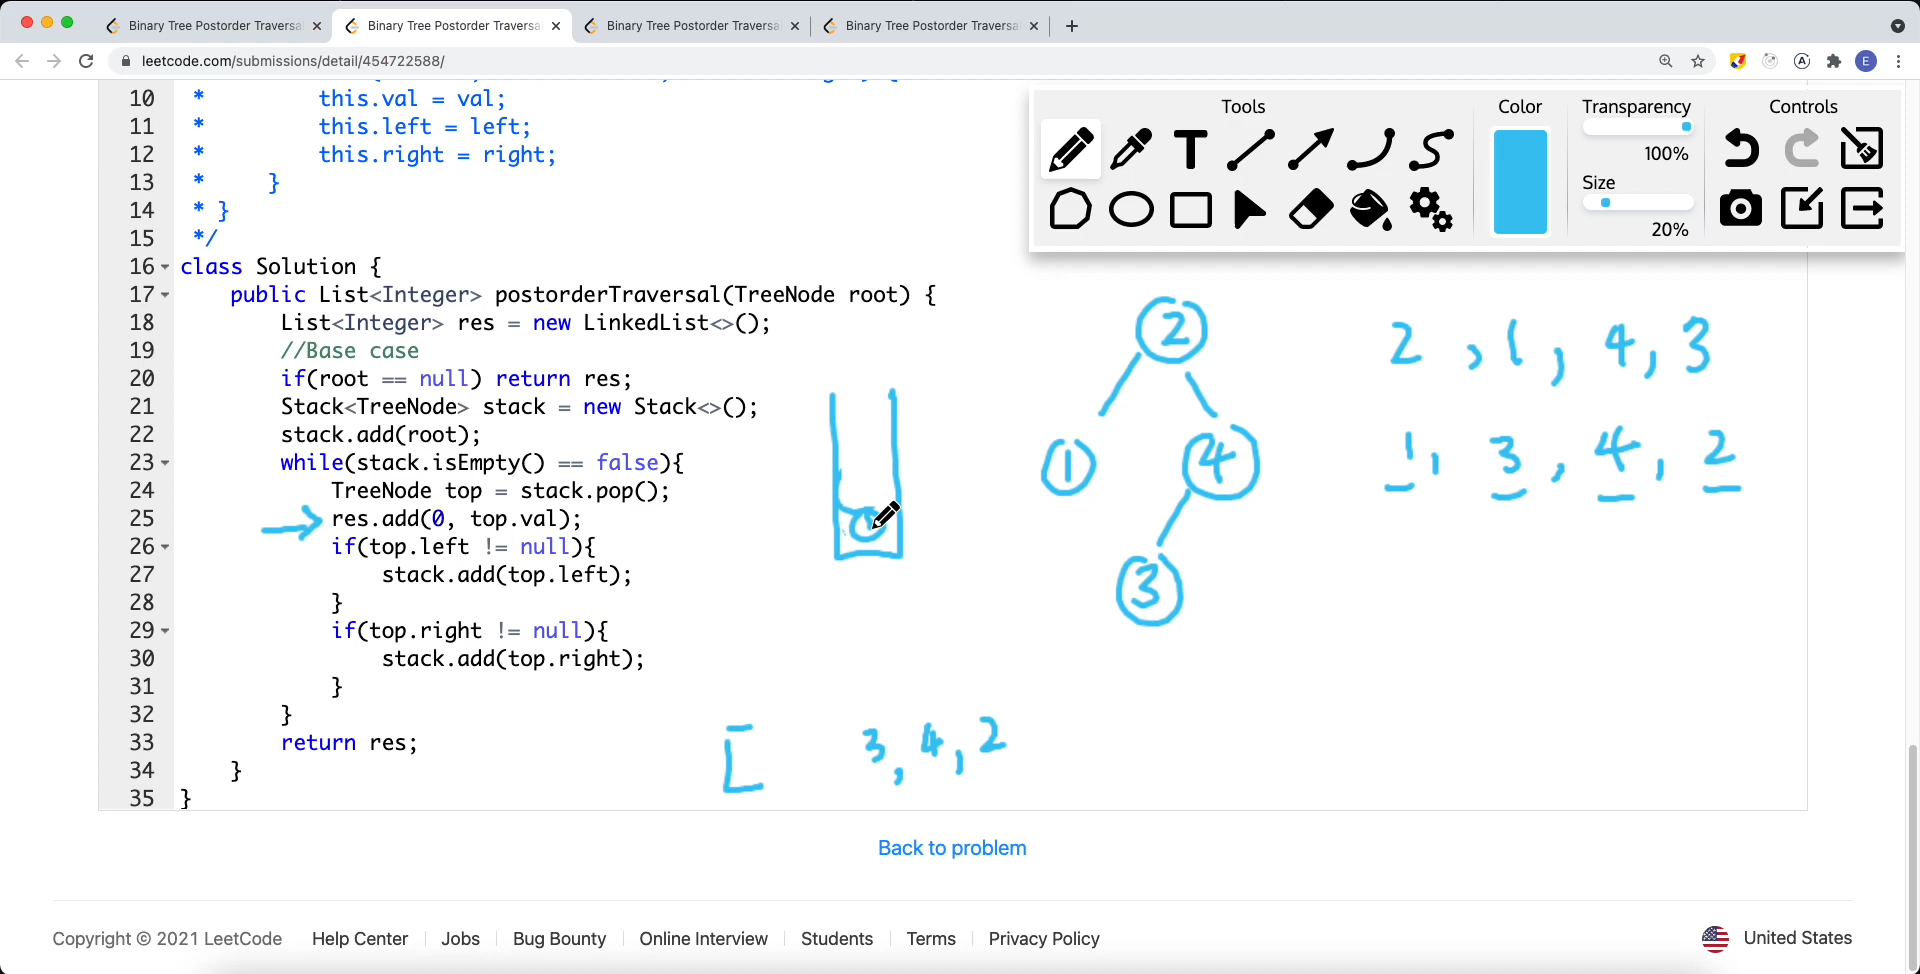 Binary Tree Postorder Traversa
Binary Tree Postorder Traversa
Binary Tree Postorder Traversa
Binary Tree Postorder Traversa
leetcode.com/submissions/detail/454722588/
E
Tools
Color
Transparency
Controls
T
100%
Size
20%
10 * this.val = val;
11 * this.left = left;
12 * this.right = right;
13 * }
14 * }
15 */
16 class Solution {
17 public List<Integer> postorderTraversal(TreeNode root) {
18 List<Integer> res = new LinkedList<>();
19 //Base case
20 if(root == null) return res;
21 Stack<TreeNode> stack = new Stack<>();
22 stack.add(root);
23 while(stack.isEmpty() == false){
24 TreeNode top = stack.pop();
25 res.add(0, top.val);
26 if(top.left != null){
27 stack.add(top.left);
28 }
29 if(top.right != null){
30 stack.add(top.right);
31 }
32 }
33 return res;
34 }
35 }
2
1 4
3
2 , 1 , 4 , 3
1 , 3 , 4 , 2
[ 3 , 4 , 2
Back to problem
Copyright © 2021 LeetCode Help Center Jobs Bug Bounty Online Interview Students Terms Privacy Policy United States